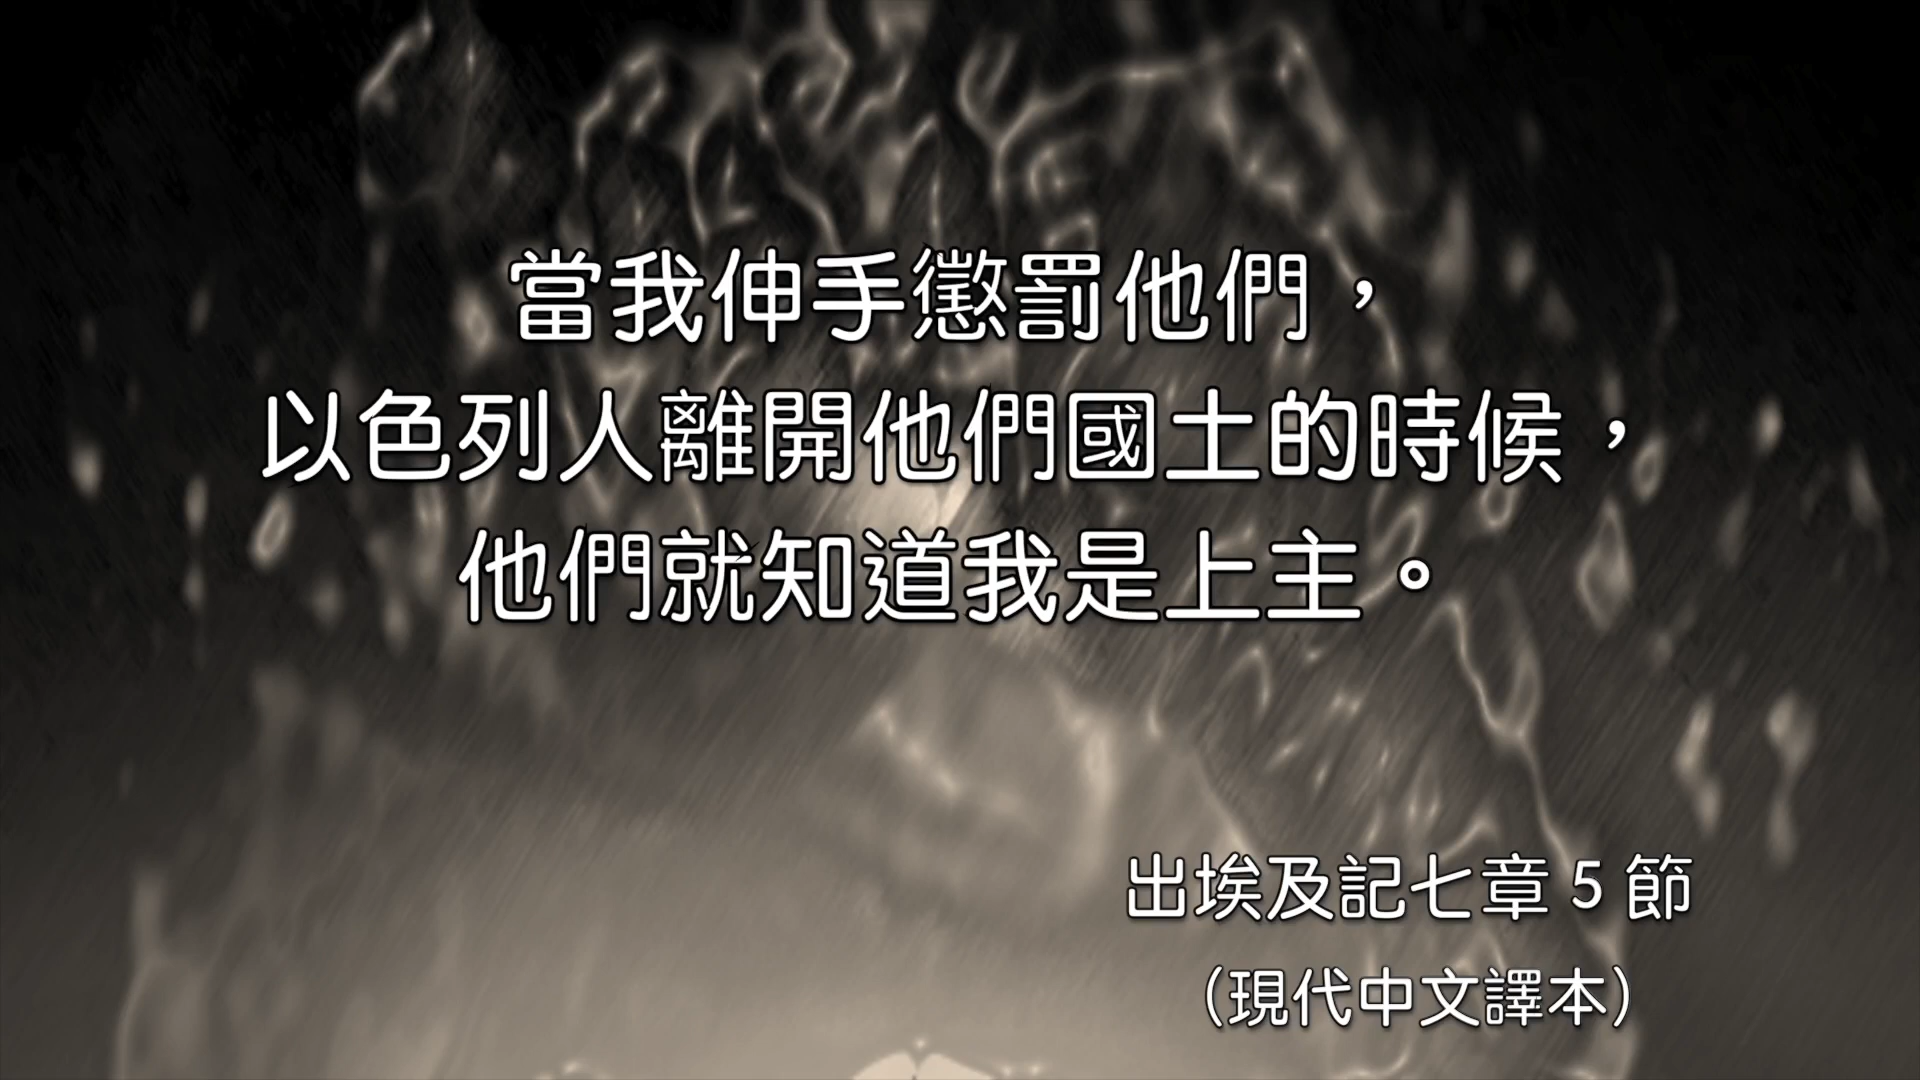 當我伸手懲罰他們，
以色列人離開他們國土的時候，
他們就知道我是上主。
出埃及記七章 5 節
（現代中文譯本）